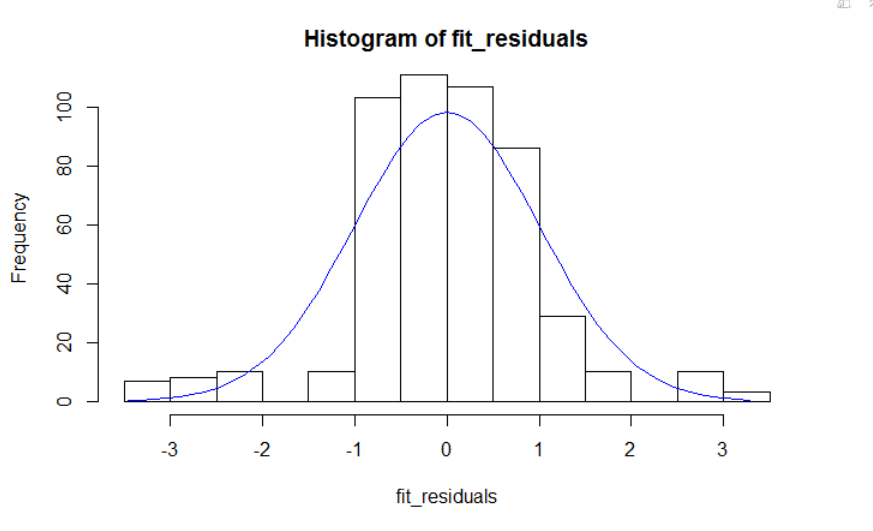 Histogram of fit_residuals
Frequency
100
80
60
40
20
0
-3 -2 -1 0 1 2 3
fit_residuals